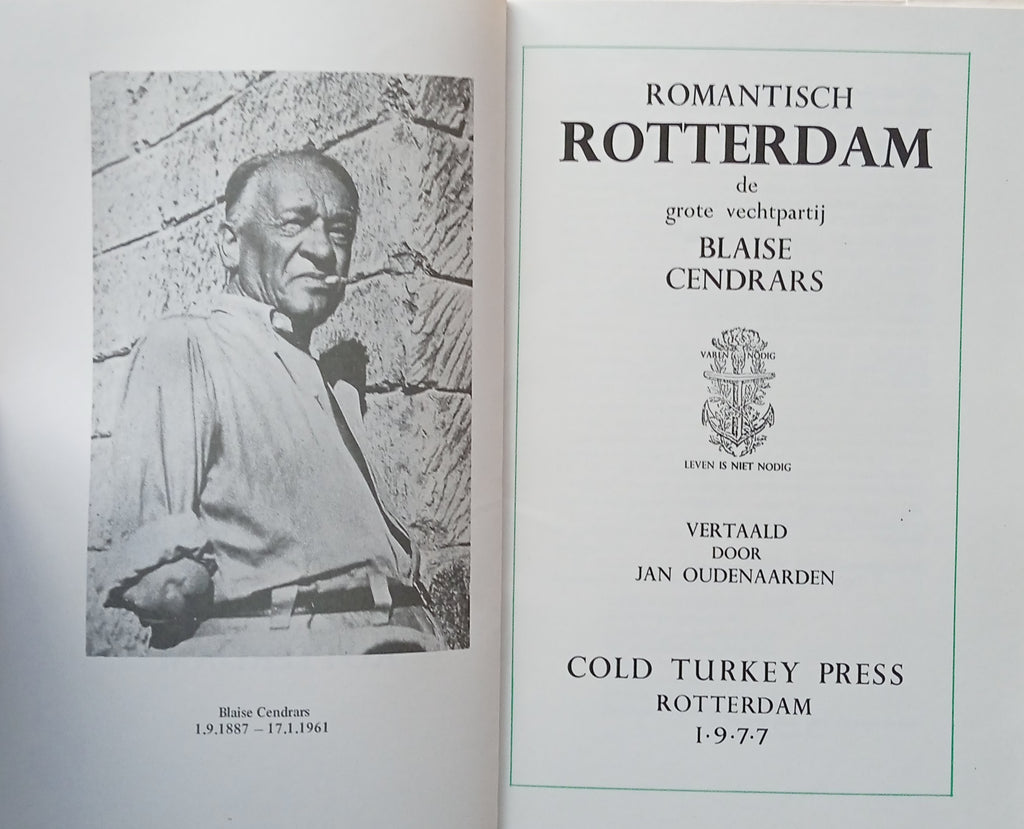 Blaise Cendrars
1.9.1887 – 17.1.1961
ROMANTISCH
ROTTERDAM
de
grote vechtpartij
BLAISE
CENDRARS
VAREN NODIG
LEVEN IS NIET NODIG
VERTAALD
DOOR
JAN OUDENAARDEN
COLD TURKEY PRESS
ROTTERDAM
1·9·7·7